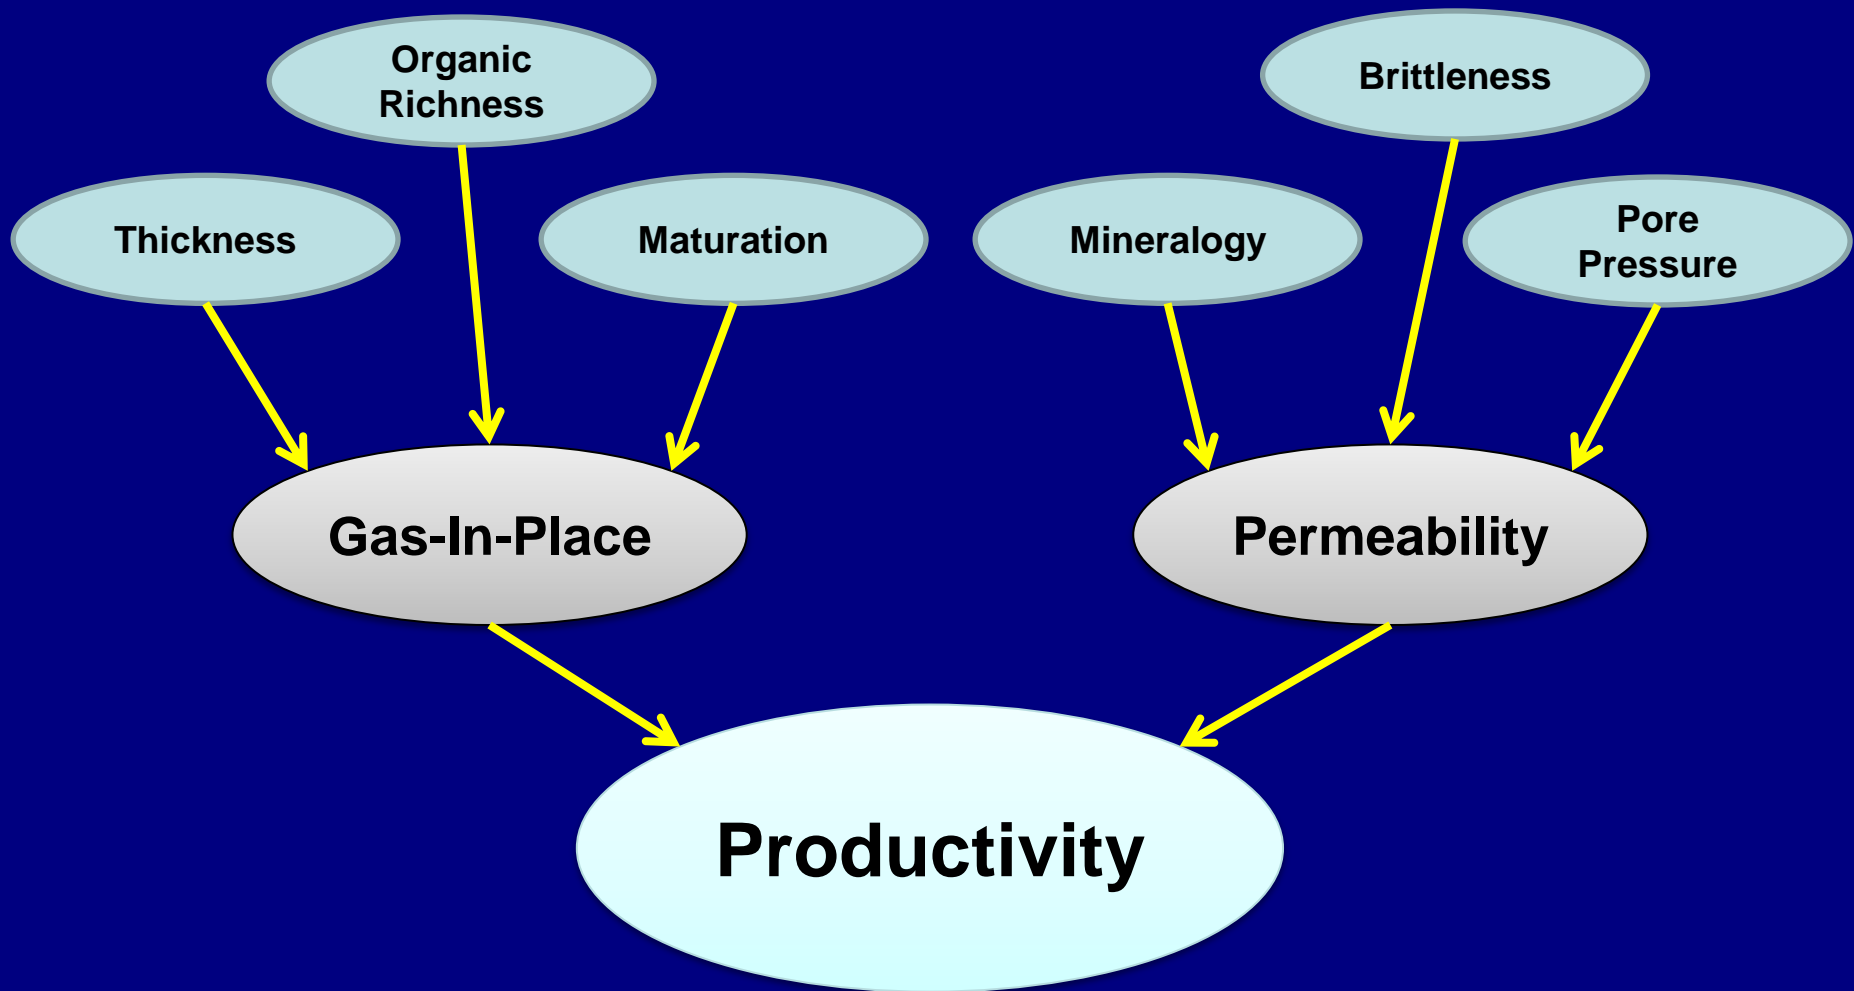 Organic
Richness
Brittleness
Thickness
Maturation
Mineralogy
Pore
Pressure
Gas-In-Place
Permeability
Productivity